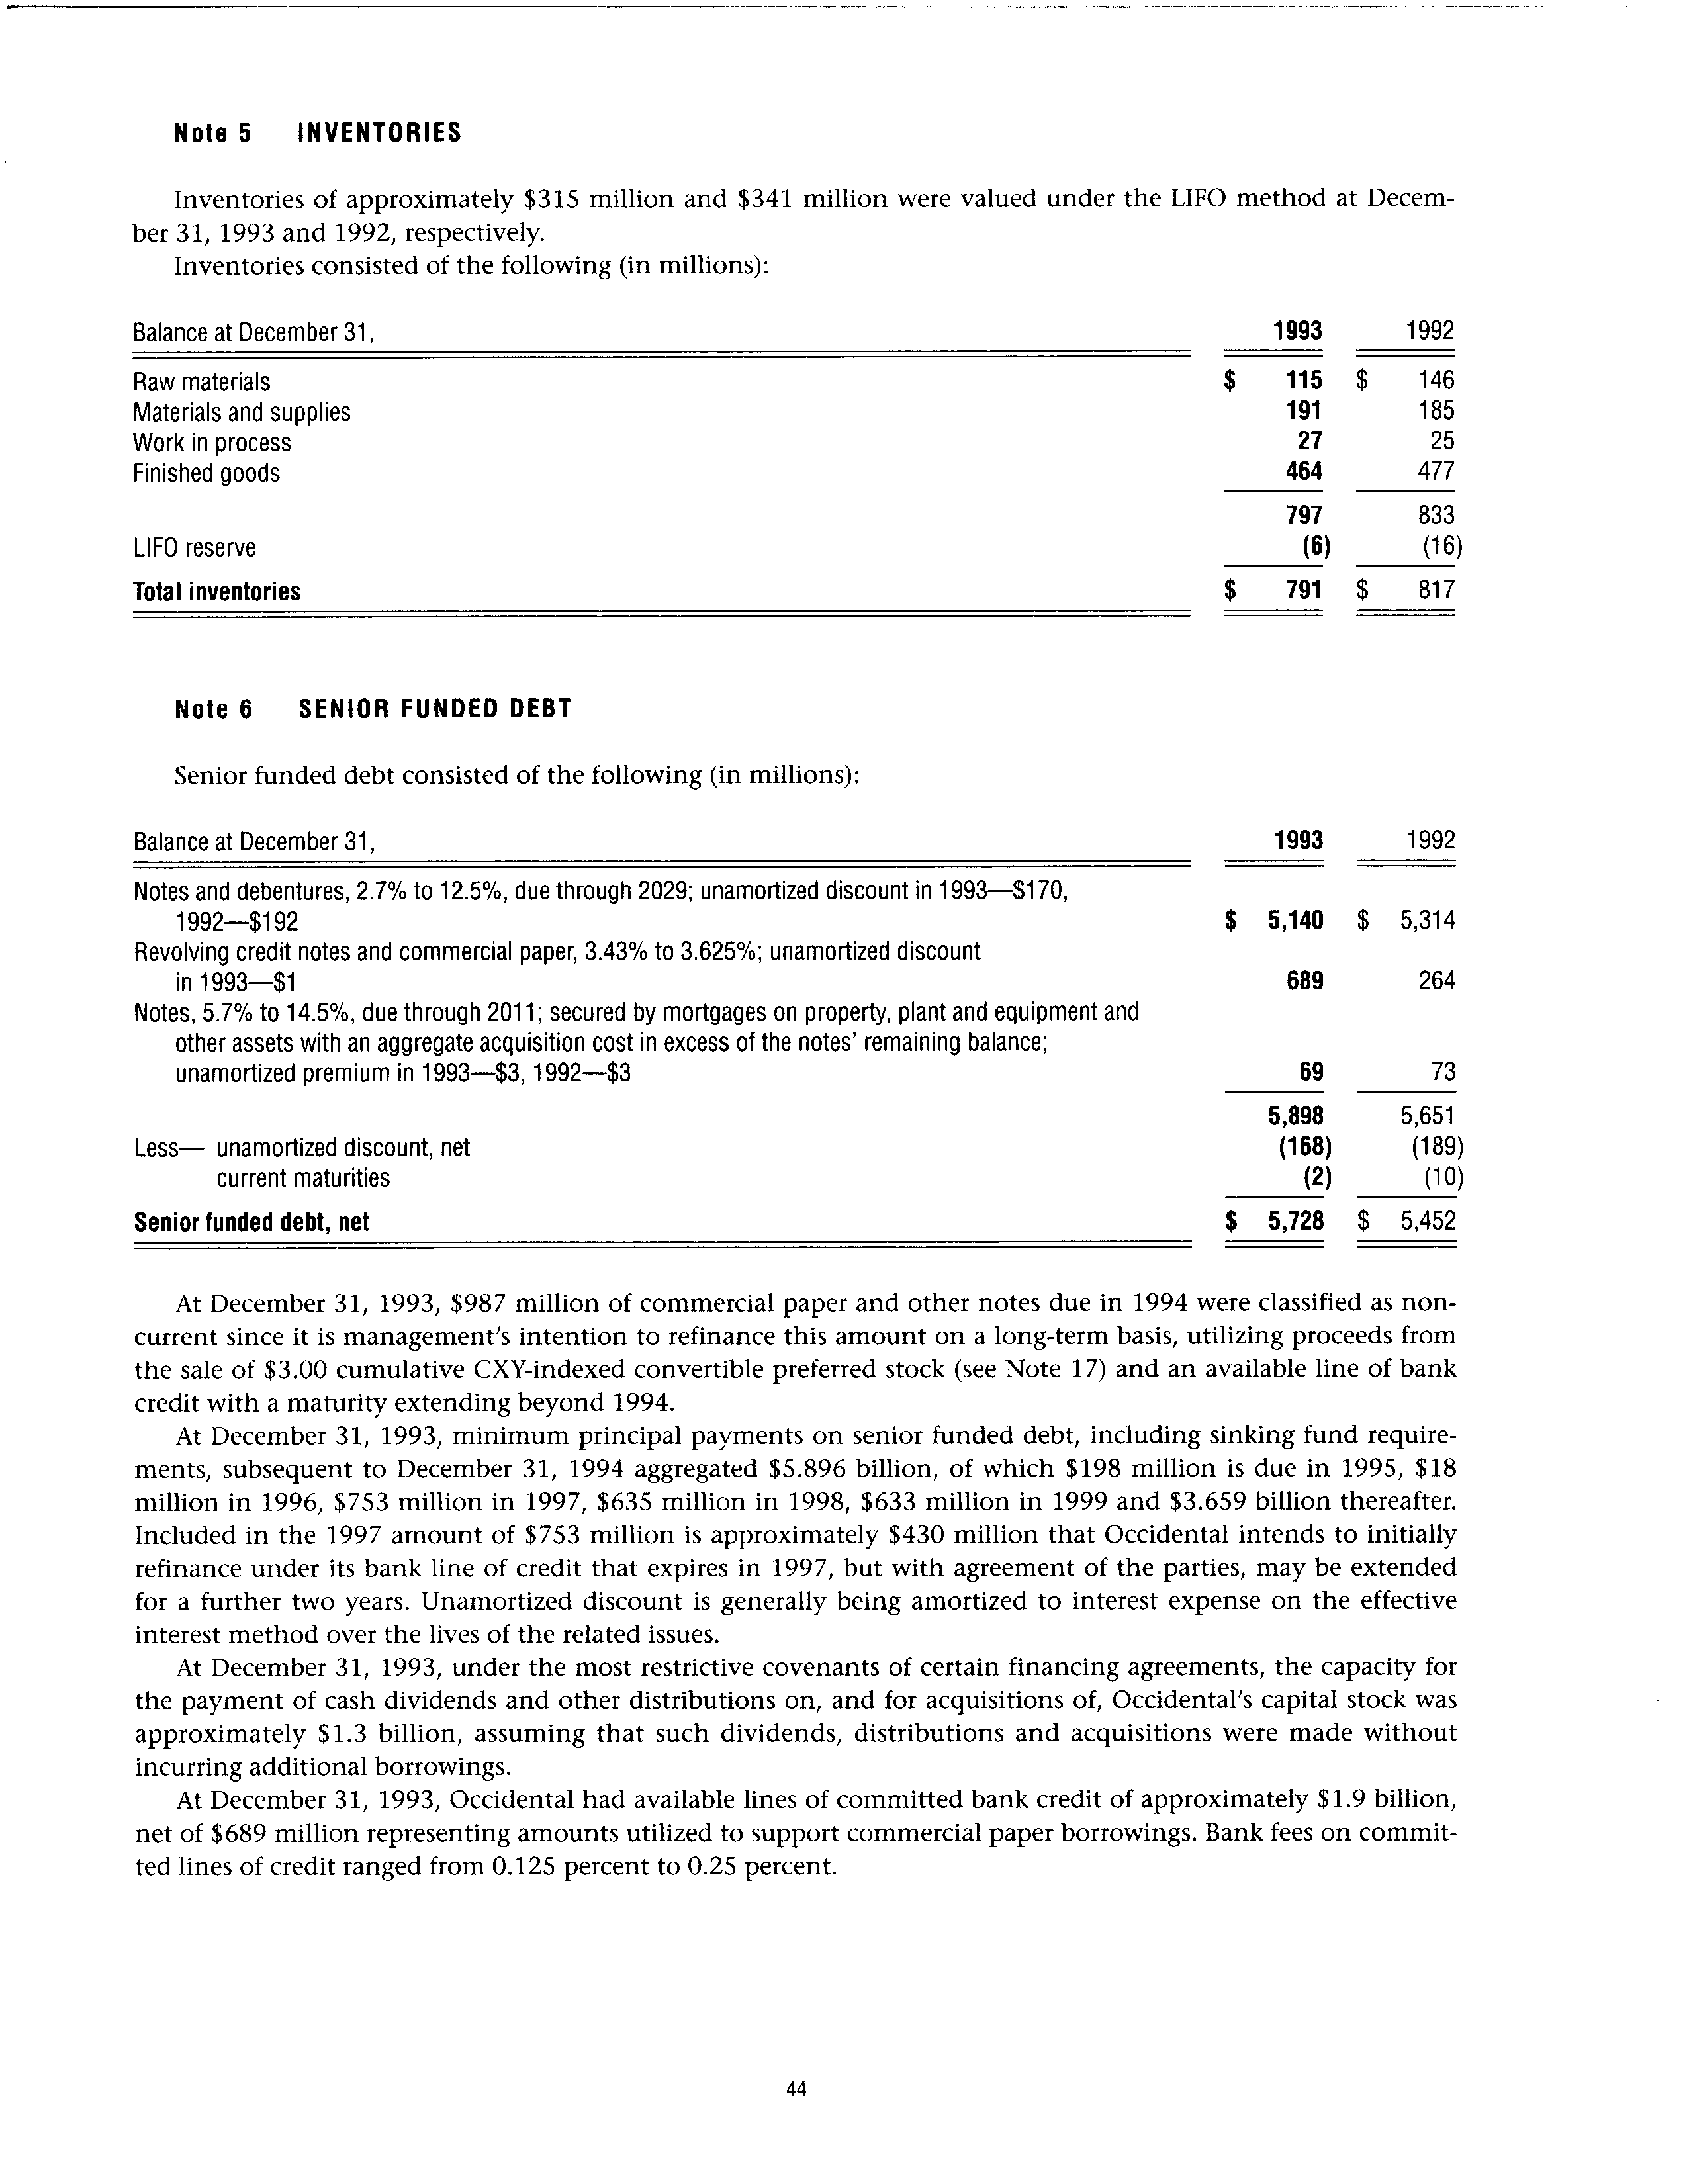 Note 5 INVENTORIES
Inventories of approximately $315 million and $341 million were valued under the LIFO method at Decem-
ber 31, 1993 and 1992, respectively.
Inventories consisted of the following (in millions):
Balance at December 31, 1993 1992
Raw materials $ 115 $ 146
Materials and supplies 191 185
Work in process 27 25
Finished goods 464 477
797 833
LIFO reserve (6) (16)
Total inventories $ 791 $ 817
Note 6 SENIOR FUNDED DEBT
Senior funded debt consisted of the following (in millions):
Balance at December 31, 1993 1992
Notes and debentures, 2.7% to 12.5%, due through 2029; unamortized discount in 1993—$170,
1992—$192 $ 5,140 $ 5,314
Revolving credit notes and commercial paper, 3.43% to 3.625%; unamortized discount
in 1993—$1 689 264
Notes, 5.7% to 14.5%, due through 2011; secured by mortgages on property, plant and equipment and
other assets with an aggregate acquisition cost in excess of the notes' remaining balance;
unamortized premium in 1993—$3, 1992—$3 69 73
5,898 5,651
Less— unamortized discount, net (168) (189)
current maturities (2) (10)
Senior funded debt, net $ 5,728 $ 5,452
At December 31, 1993, $987 million of commercial paper and other notes due in 1994 were classified as non-
current since it is management's intention to refinance this amount on a long-term basis, utilizing proceeds from
the sale of $3.00 cumulative CXY-indexed convertible preferred stock (see Note 17) and an available line of bank
credit with a maturity extending beyond 1994.
At December 31, 1993, minimum principal payments on senior funded debt, including sinking fund require-
ments, subsequent to December 31, 1994 aggregated $5.896 billion, of which $198 million is due in 1995, $18
million in 1996, $753 million in 1997, $635 million in 1998, $633 million in 1999 and $3.659 billion thereafter.
Included in the 1997 amount of $753 million is approximately $430 million that Occidental intends to initially
refinance under its bank line of credit that expires in 1997, but with agreement of the parties, may be extended
for a further two years. Unamortized discount is generally being amortized to interest expense on the effective
interest method over the lives of the related issues.
At December 31, 1993, under the most restrictive covenants of certain financing agreements, the capacity for
the payment of cash dividends and other distributions on, and for acquisitions of, Occidental's capital stock was
approximately $1.3 billion, assuming that such dividends, distributions and acquisitions were made without
incurring additional borrowings.
At December 31, 1993, Occidental had available lines of committed bank credit of approximately $1.9 billion,
net of $689 million representing amounts utilized to support commercial paper borrowings. Bank fees on commit-
ted lines of credit ranged from 0.125 percent to 0.25 percent.
44